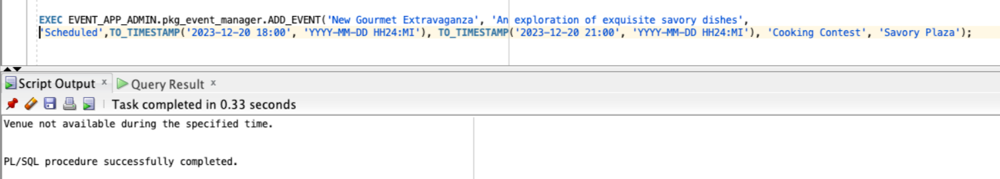 EXEC EVENT_APP_ADMIN.pkg_event_manager.ADD_EVENT('New Gourmet Extravaganza', 'An exploration of exquisite savory dishes',
'Scheduled',TO_TIMESTAMP('2023-12-20 18:00', 'YYYY-MM-DD HH24:MI'), TO_TIMESTAMP('2023-12-20 21:00', 'YYYY-MM-DD HH24:MI'), 'Cooking Contest', 'Savory Plaza');
Script Output x Query Result x
Task completed in 0.33 seconds
Venue not available during the specified time.
PL/SQL procedure successfully completed.